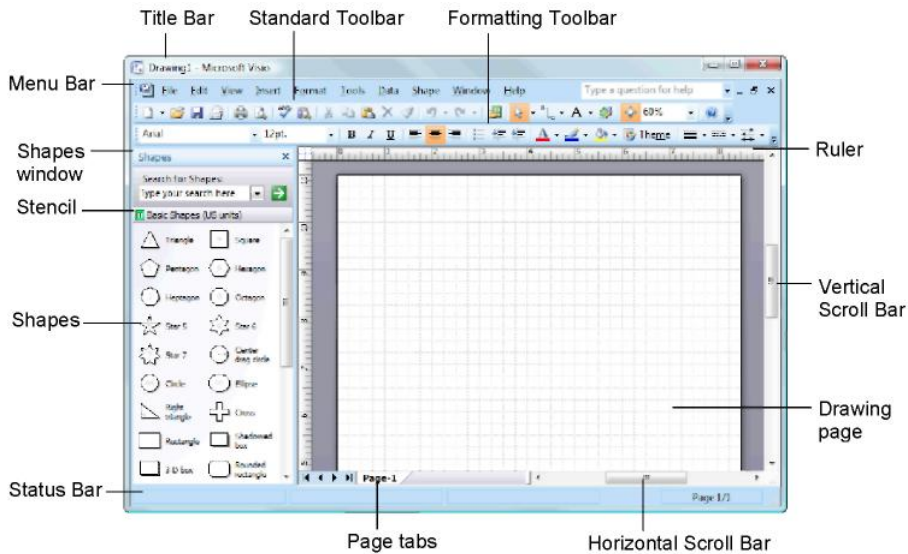 Title Bar Standard Toolbar Formatting Toolbar
Drawing1 - Microsoft Visio
Menu Bar
File Edit View Insert Format Tools Data Shape Window Help Type a question for help
60%
Arial 12pt. B I U A Theme
Shapes window
Shapes
Ruler
Search for Shapes:
Type your search here
Stencil
Basic Shapes (US units)
Triangle Square
Pentagon Hexagon
Heptagon Octagon
Shapes
Star 5 Star 6
Star 7 Center drag circle
Circle Ellipse
Right triangle Cross
Rectangle Shadowed box
3-D box Rounded rectangle
Vertical
Scroll Bar
Drawing
page
Page-1
Status Bar
Page 1/1
Page tabs Horizontal Scroll Bar